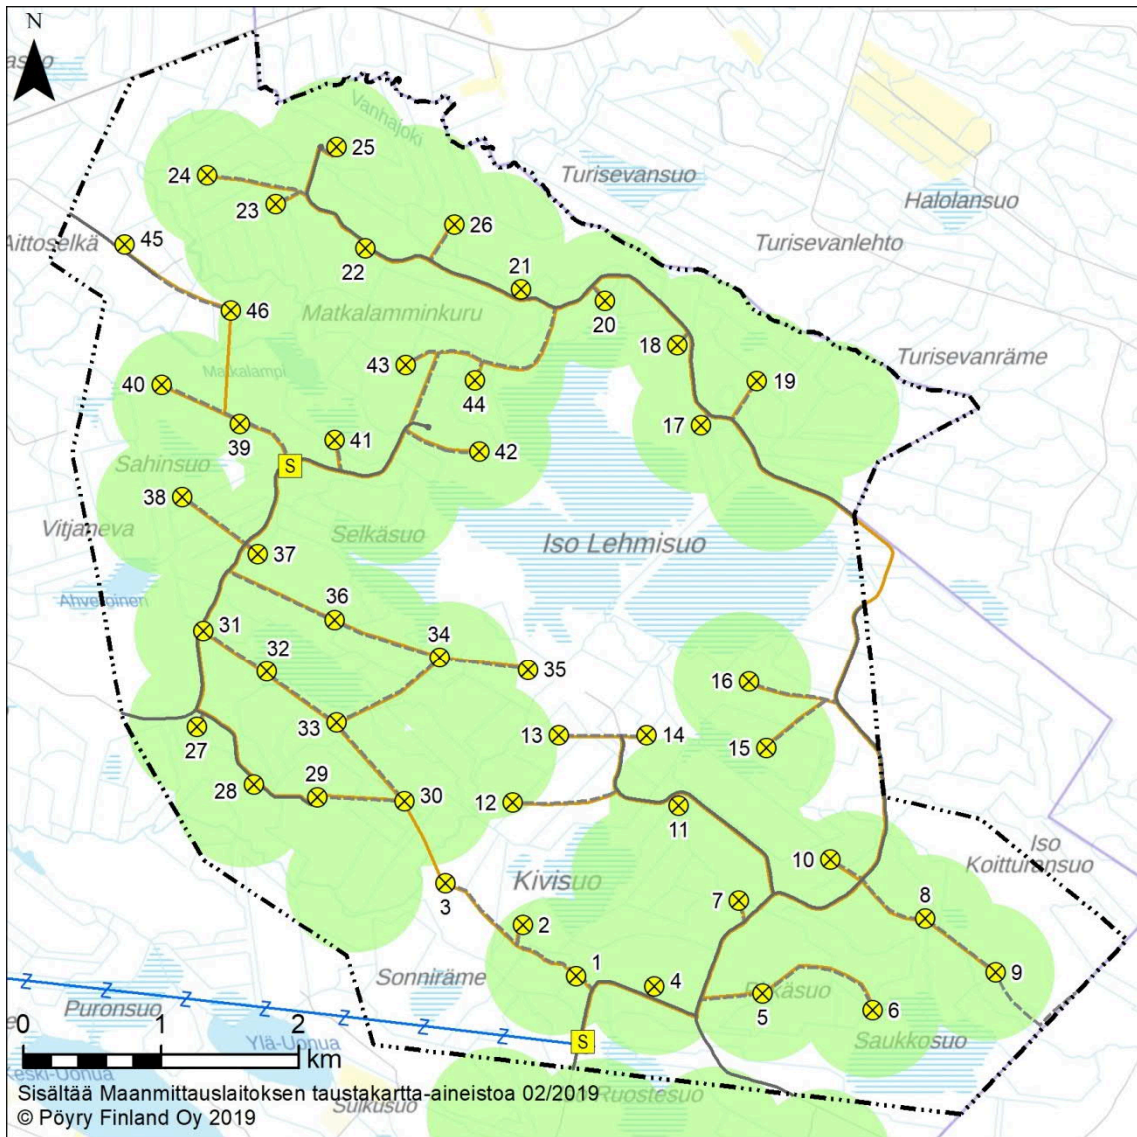 N
Vanhajoki
25
24
Turisevansuo
Halolansuo
23
26
Aittoselkä
45
Turisevanlehto
22
21
46
Matkalamminkuru
20
18
Turisevanräme
43
40
Matkalampi
44
19
39
41
17
S
42
Sahinsuo
38
Vitjaneva
Selkäsuo
Iso Lehmisuo
37
Ahveroinen
36
31
34
32
35
16
33
13
14
27
15
28
29
30
12
11
Iso
Koitturansuo
10
Kivisuo
3
7
8
2
1
Sonniräme
4
9
Z Z Z Z Z Z Z
Puronsuo
5
6
S
Saukkosuo
0 1 2
km
Ylä-Uonua
Keski-Uonua
Sisältää Maanmittauslaitoksen taustakartta-aineistoa 02/2019
Ruostesuo
Sulkusuo
© Pöyry Finland Oy 2019